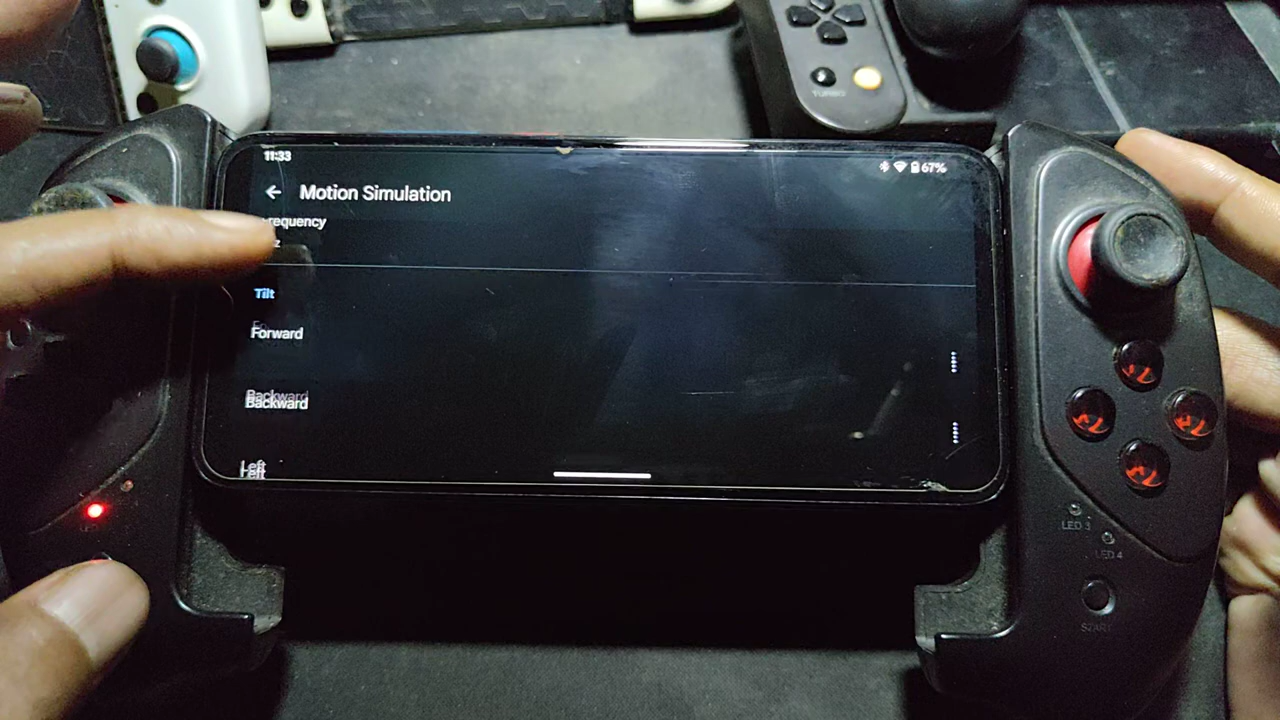 TURBO
11:33
67%
Motion Simulation
requency
z
Tilt
Forward
Backward
Left
LED 3
LED 4
START